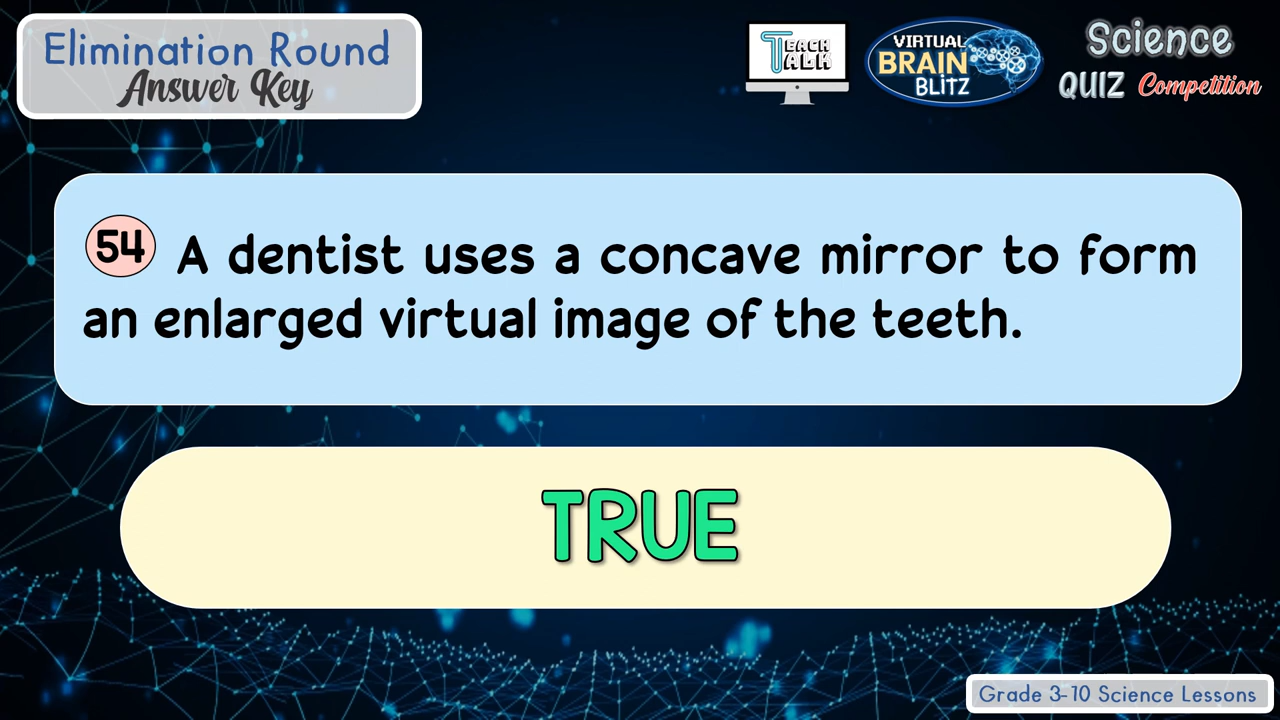 Elimination Round
Answer Key
TEACH
TALK
VIRTUAL
BRAIN
BLITZ
Science
QUIZ Competition
54 A dentist uses a concave mirror to form
an enlarged virtual image of the teeth.
TRUE
Grade 3-10 Science Lessons